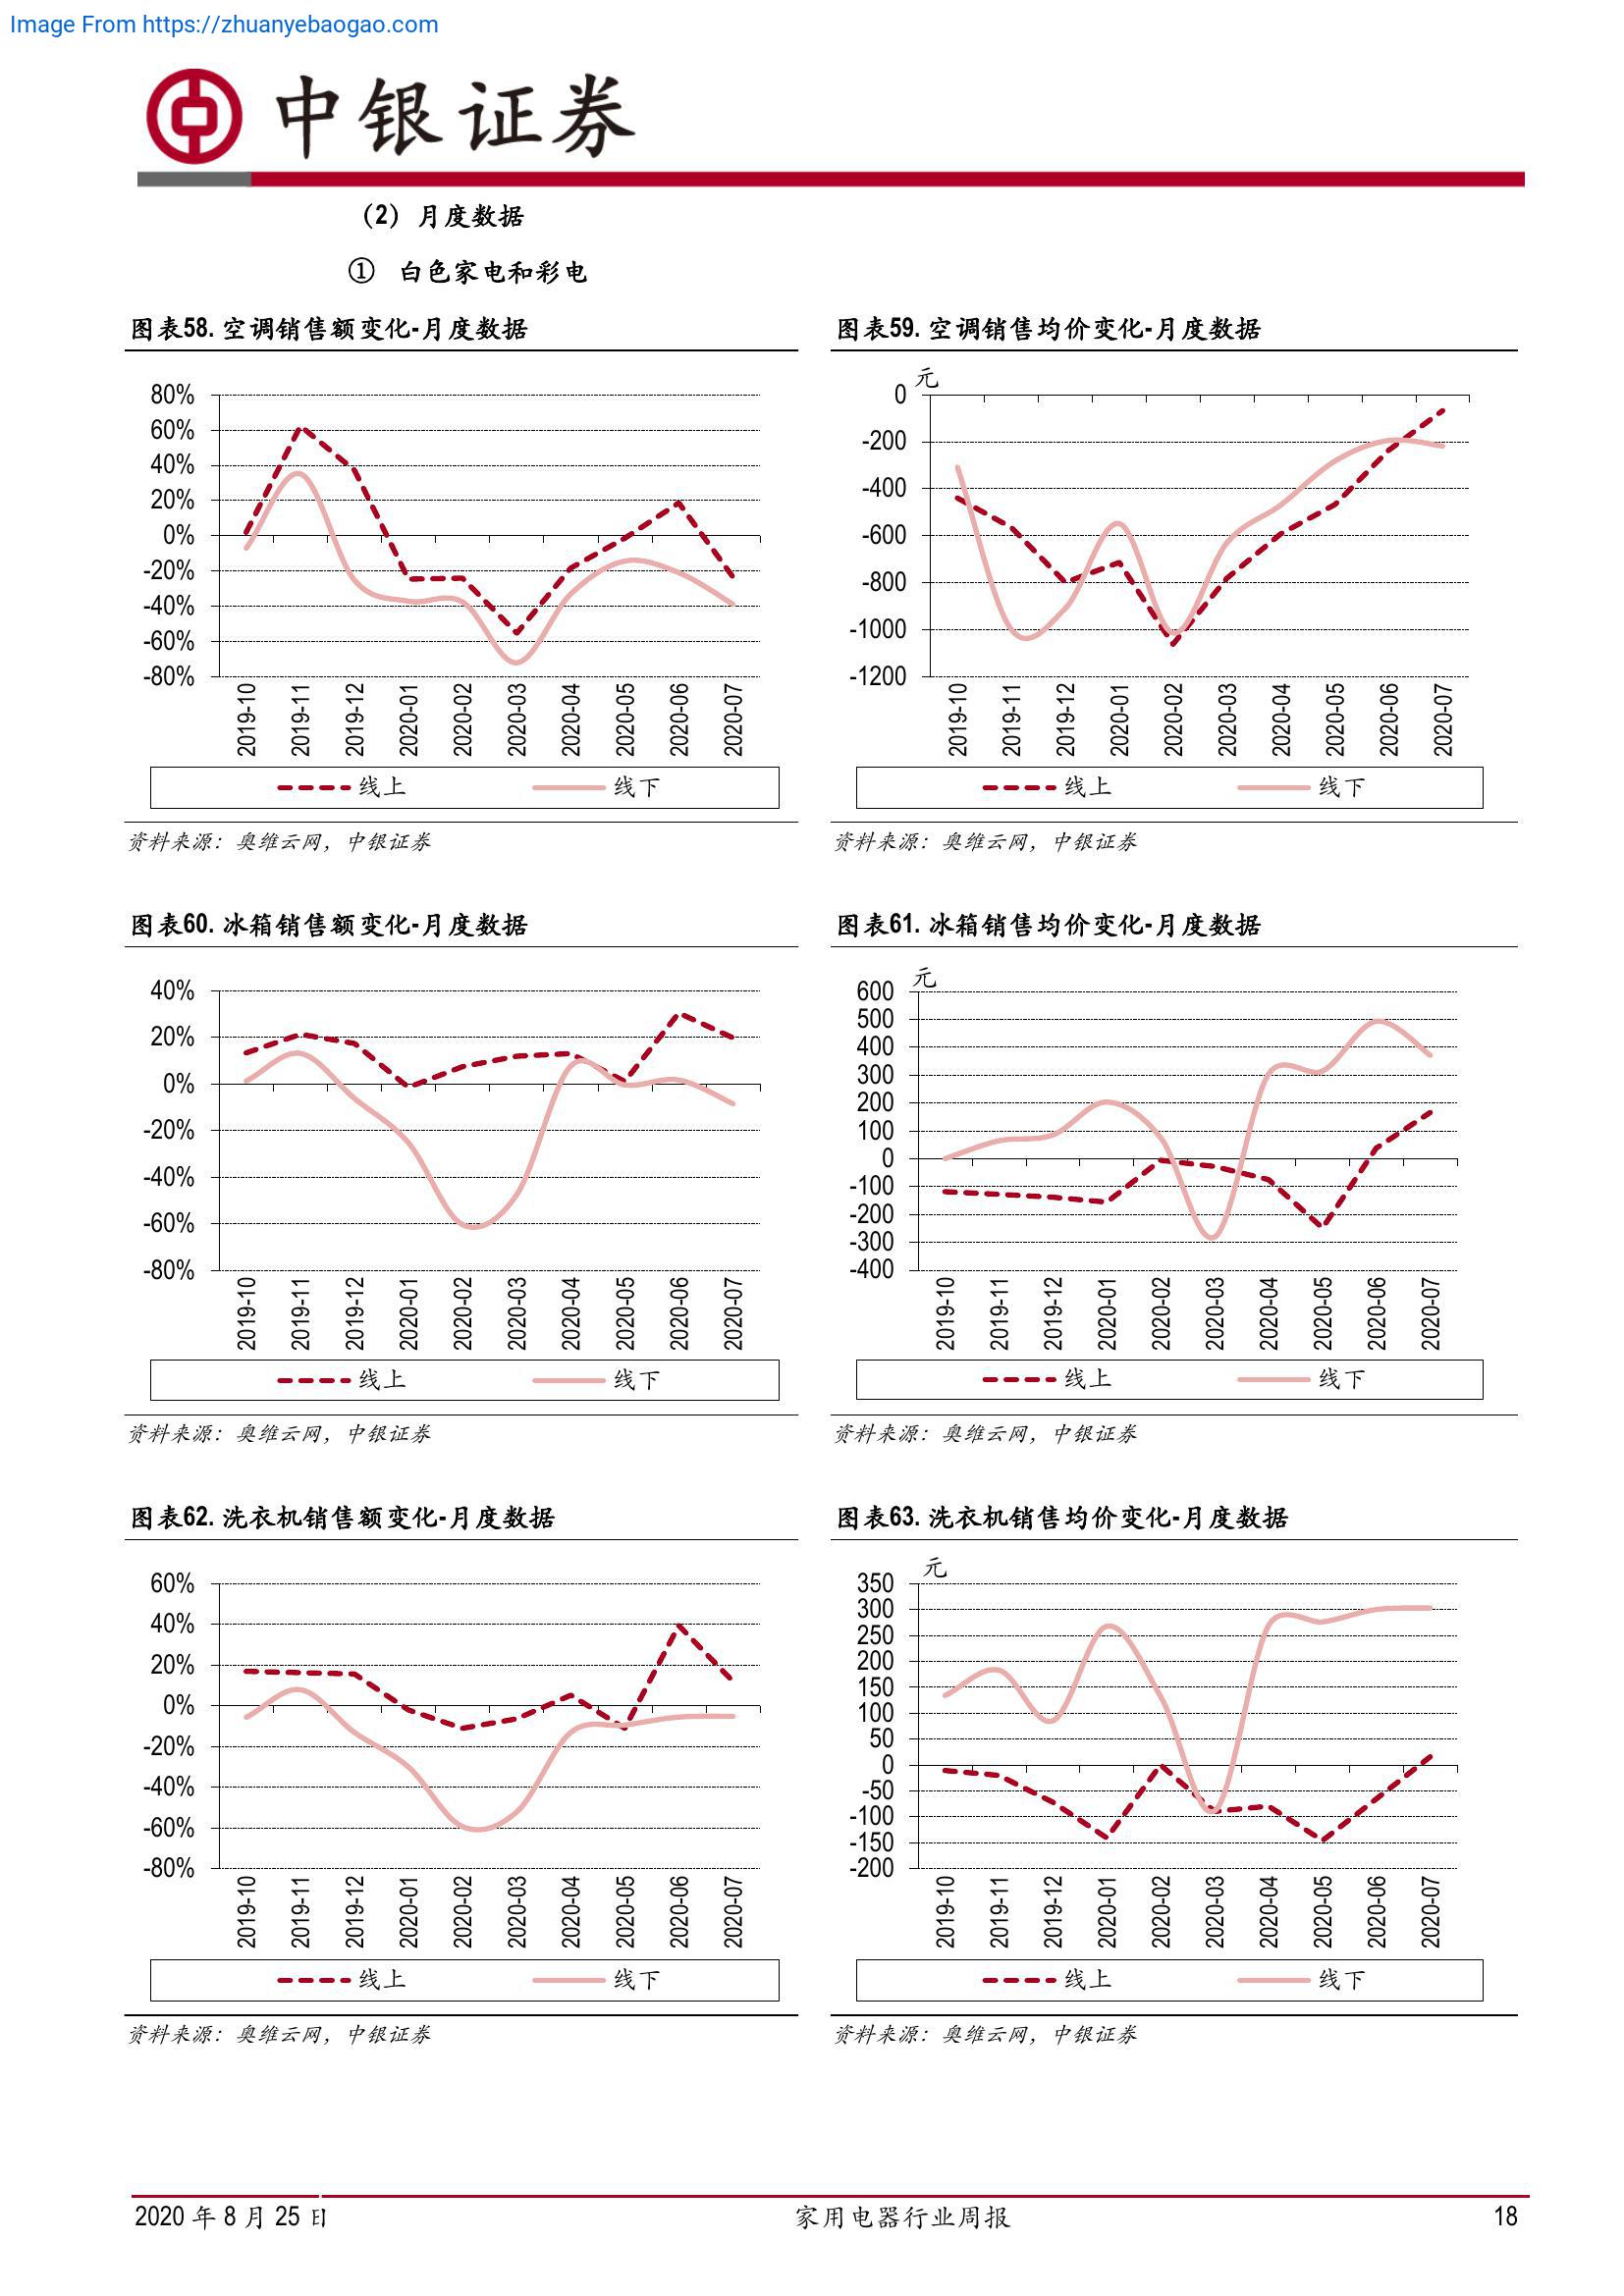 Image From https://zhuanyebaogao.com
中银证券
（2）月度数据
① 白色家电和彩电
图表58. 空调销售额变化-月度数据
80%
60%
40%
20%
0%
-20%
-40%
-60%
-80%
2019-10 2019-11 2019-12 2020-01 2020-02 2020-03 2020-04 2020-05 2020-06 2020-07
线上 线下
资料来源：奥维云网，中银证券
图表59. 空调销售均价变化-月度数据
元
0
-200
-400
-600
-800
-1000
-1200
2019-10 2019-11 2019-12 2020-01 2020-02 2020-03 2020-04 2020-05 2020-06 2020-07
线上 线下
资料来源：奥维云网，中银证券
图表60. 冰箱销售额变化-月度数据
40%
20%
0%
-20%
-40%
-60%
-80%
2019-10 2019-11 2019-12 2020-01 2020-02 2020-03 2020-04 2020-05 2020-06 2020-07
线上 线下
资料来源：奥维云网，中银证券
图表61. 冰箱销售均价变化-月度数据
元
600
500
400
300
200
100
0
-100
-200
-300
-400
2019-10 2019-11 2019-12 2020-01 2020-02 2020-03 2020-04 2020-05 2020-06 2020-07
线上 线下
资料来源：奥维云网，中银证券
图表62. 洗衣机销售额变化-月度数据
60%
40%
20%
0%
-20%
-40%
-60%
-80%
2019-10 2019-11 2019-12 2020-01 2020-02 2020-03 2020-04 2020-05 2020-06 2020-07
线上 线下
资料来源：奥维云网，中银证券
图表63. 洗衣机销售均价变化-月度数据
元
350
300
250
200
150
100
50
0
-50
-100
-150
-200
2019-10 2019-11 2019-12 2020-01 2020-02 2020-03 2020-04 2020-05 2020-06 2020-07
线上 线下
资料来源：奥维云网，中银证券
2020 年 8 月 25 日 家用电器行业周报 18